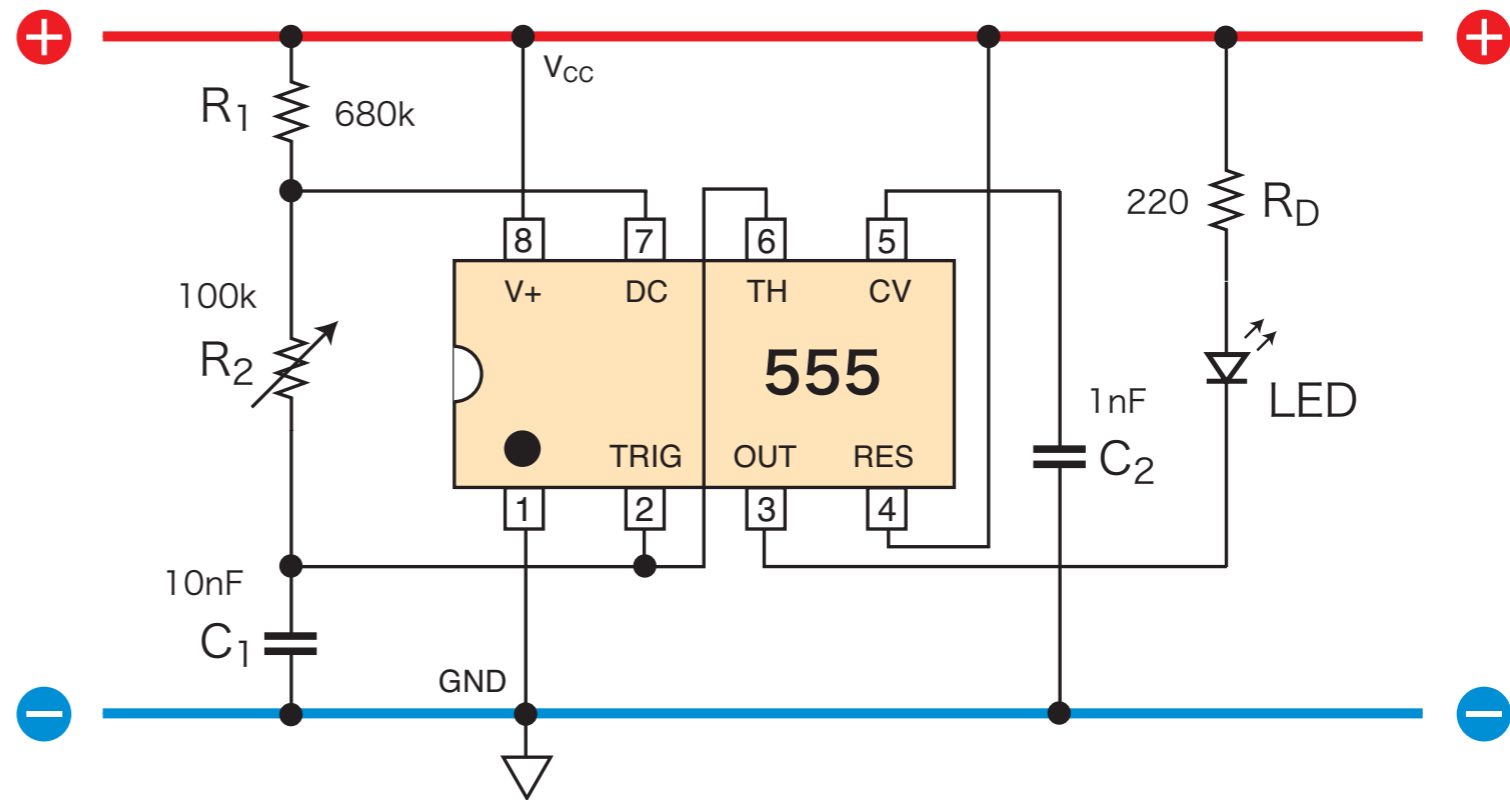 + +
VCC
R1 680k
8 7 6 5
220 RD
V+ DC TH CV
100k
R2
555
LED
1nF
C2
TRIG OUT RES
1 2 3 4
10nF
C1
GND
− −